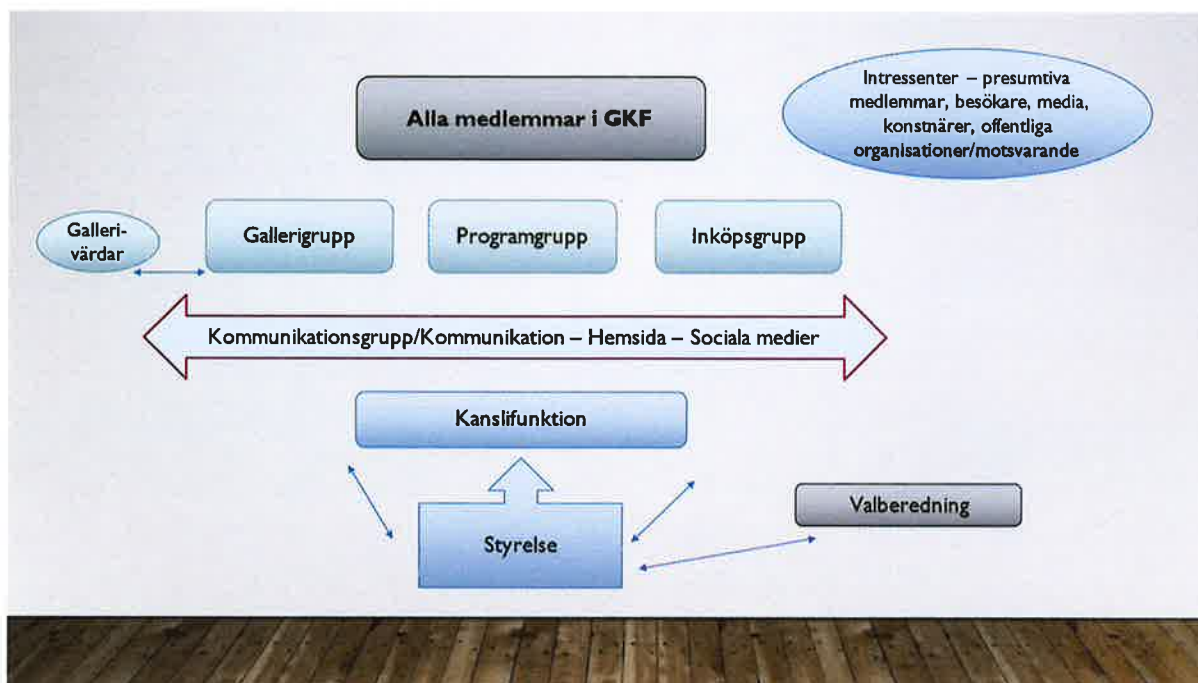 Alla medlemmar i GKF
Intressenter – presumtiva
medlemmar, besökare, media,
konstnärer, offentliga
organisationer/motsvarande
Galleri-
värdar
Gallerigrupp
Programgrupp
Inköpsgrupp
Kommunikationsgrupp/Kommunikation – Hemsida – Sociala medier
Kanslifunktion
Styrelse
Valberedning